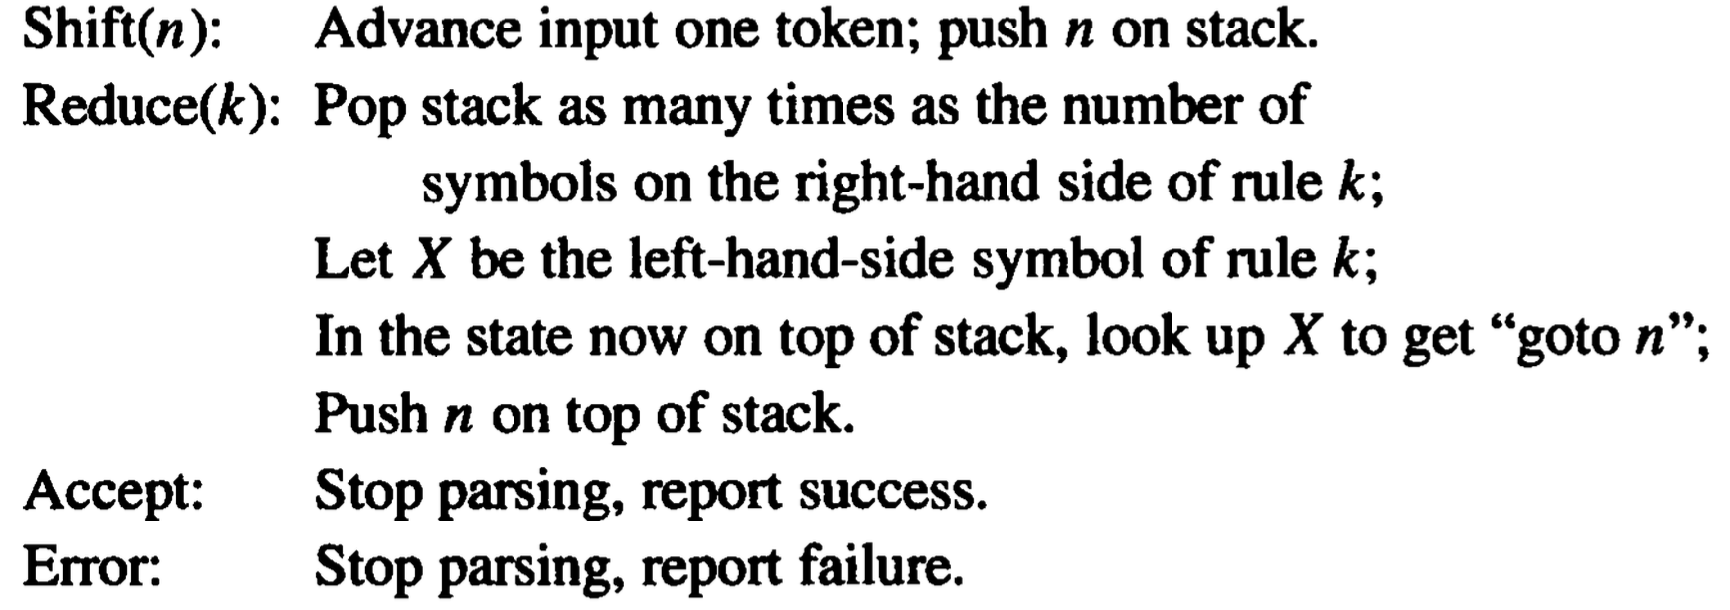 Shift(n): Advance input one token; push n on stack.
Reduce(k): Pop stack as many times as the number of
symbols on the right-hand side of rule k;
Let X be the left-hand-side symbol of rule k;
In the state now on top of stack, look up X to get “goto n”;
Push n on top of stack.
Accept: Stop parsing, report success.
Error: Stop parsing, report failure.